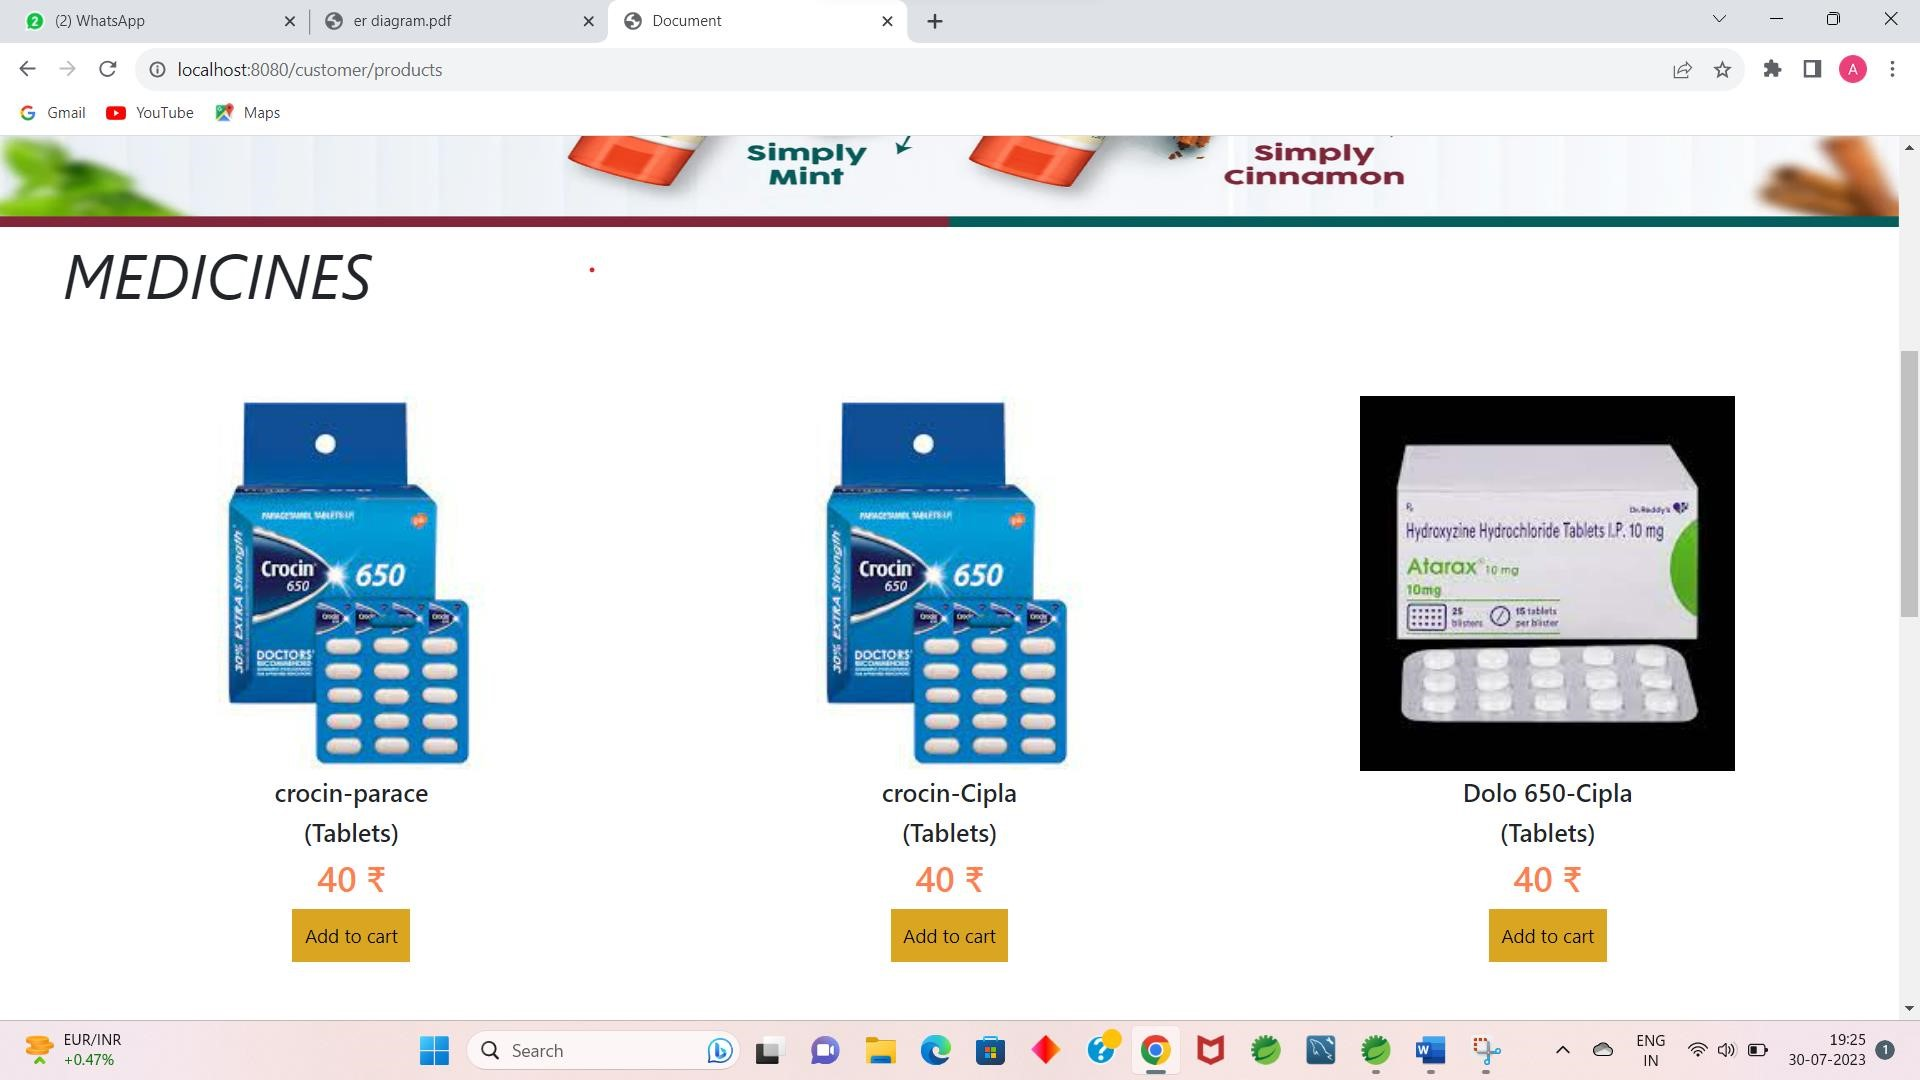 (2) WhatsApp
er diagram.pdf
Document
localhost:8080/customer/products
A
Gmail
YouTube
Maps
Simply
Mint
Simply
Cinnamon
MEDICINES
PARACETAMOL TABLETS I.P.
30% EXTRA Strength
Crocin
650
650
DOCTORS'
RECOMMENDED
crocin-parace
(Tablets)
40 ₹
Add to cart
PARACETAMOL TABLETS I.P.
30% EXTRA Strength
Crocin
650
650
DOCTORS'
RECOMMENDED
crocin-Cipla
(Tablets)
40 ₹
Add to cart
Dr.Reddy's
Hydroxyzine Hydrochloride Tablets I.P. 10 mg
Atarax® 10 mg
10mg
25
blisters
15 tablets
per blister
Dolo 650-Cipla
(Tablets)
40 ₹
Add to cart
EUR/INR
+0.47%
Search
ENG
IN
19:25
30-07-2023
1